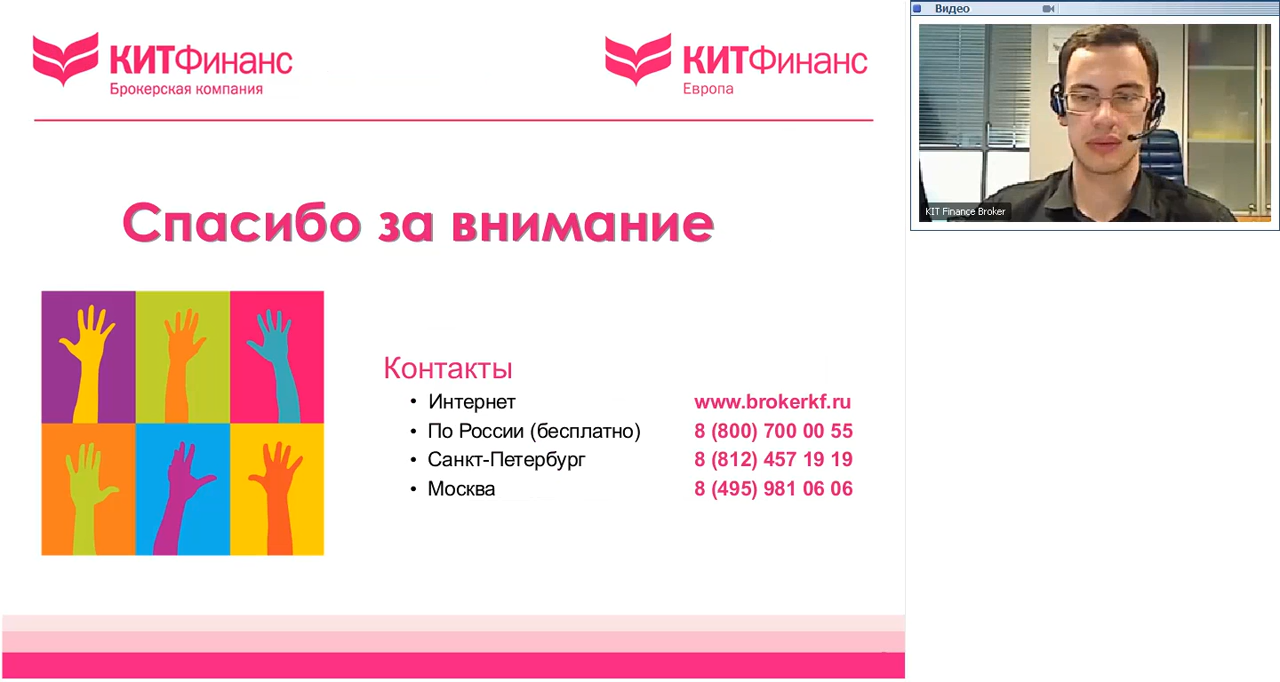 КИТФинанс
Брокерская компания
КИТФинанс
Европа
Спасибо за внимание
Контакты
• Интернет www.brokerkf.ru
• По России (бесплатно) 8 (800) 700 00 55
• Санкт-Петербург 8 (812) 457 19 19
• Москва 8 (495) 981 06 06
Видео
KIT Finance Broker